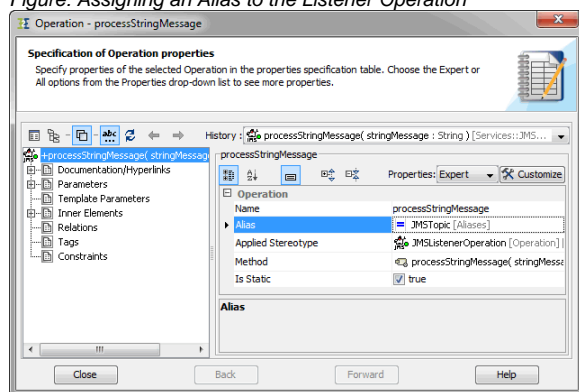 Figure: Assigning an Alias to the Listener Operation
Operation - processStringMessage
Specification of Operation properties
Specify properties of the selected Operation in the properties specification table. Choose the Expert or
All options from the Properties drop-down list to see more properties.
History : processStringMessage( stringMessage : String ) [Services::JMS...
+processStringMessage( stringMessag
Documentation/Hyperlinks
Parameters
Template Parameters
Inner Elements
Relations
Tags
Constraints
processStringMessage
Properties: Expert Customize
Operation
Name processStringMessage
Alias JMSTopic [Aliases]
Applied Stereotype JMSListenerOperation [Operation]
Method processStringMessage( stringMessa
Is Static true
Alias
Close Back Forward Help